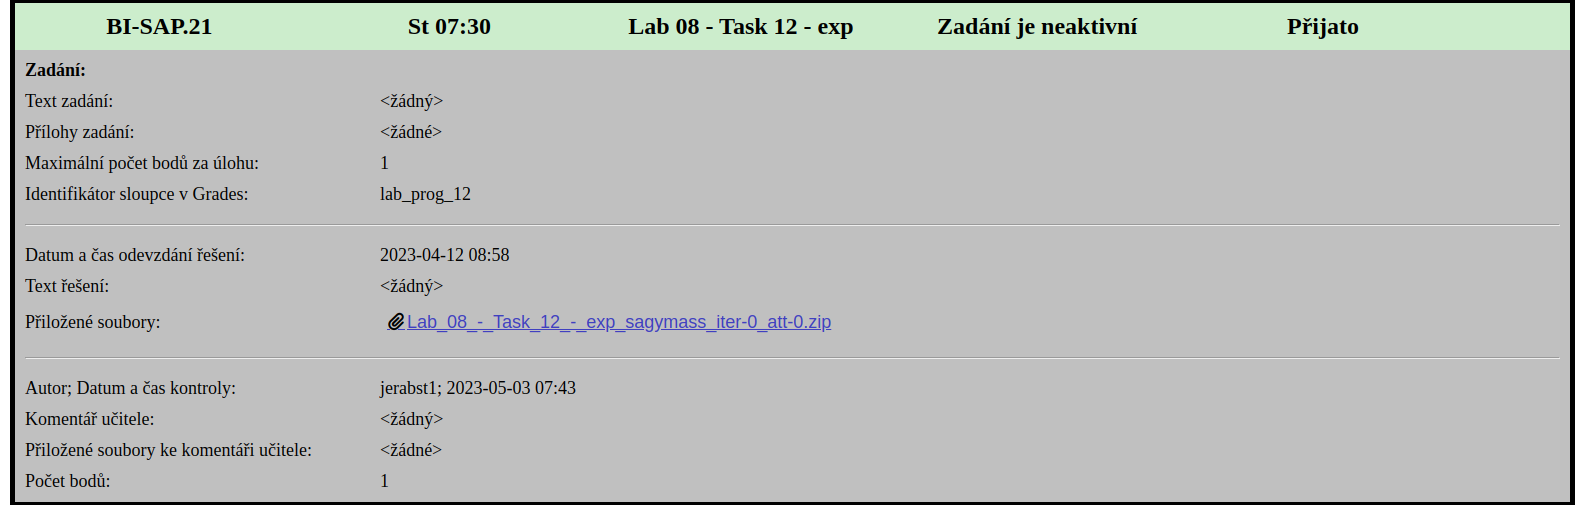 BI-SAP.21 St 07:30 Lab 08 - Task 12 - exp Zadání je neaktivní Přijato
Zadání:
Text zadání: <žádný>
Přílohy zadání: <žádné>
Maximální počet bodů za úlohu: 1
Identifikátor sloupce v Grades: lab_prog_12
Datum a čas odevzdání řešení: 2023-04-12 08:58
Text řešení: <žádný>
Přiložené soubory: Lab_08_-_Task_12_-_exp_sagymass_iter-0_att-0.zip
Autor; Datum a čas kontroly: jerabst1; 2023-05-03 07:43
Komentář učitele: <žádný>
Přiložené soubory ke komentáři učitele: <žádné>
Počet bodů: 1